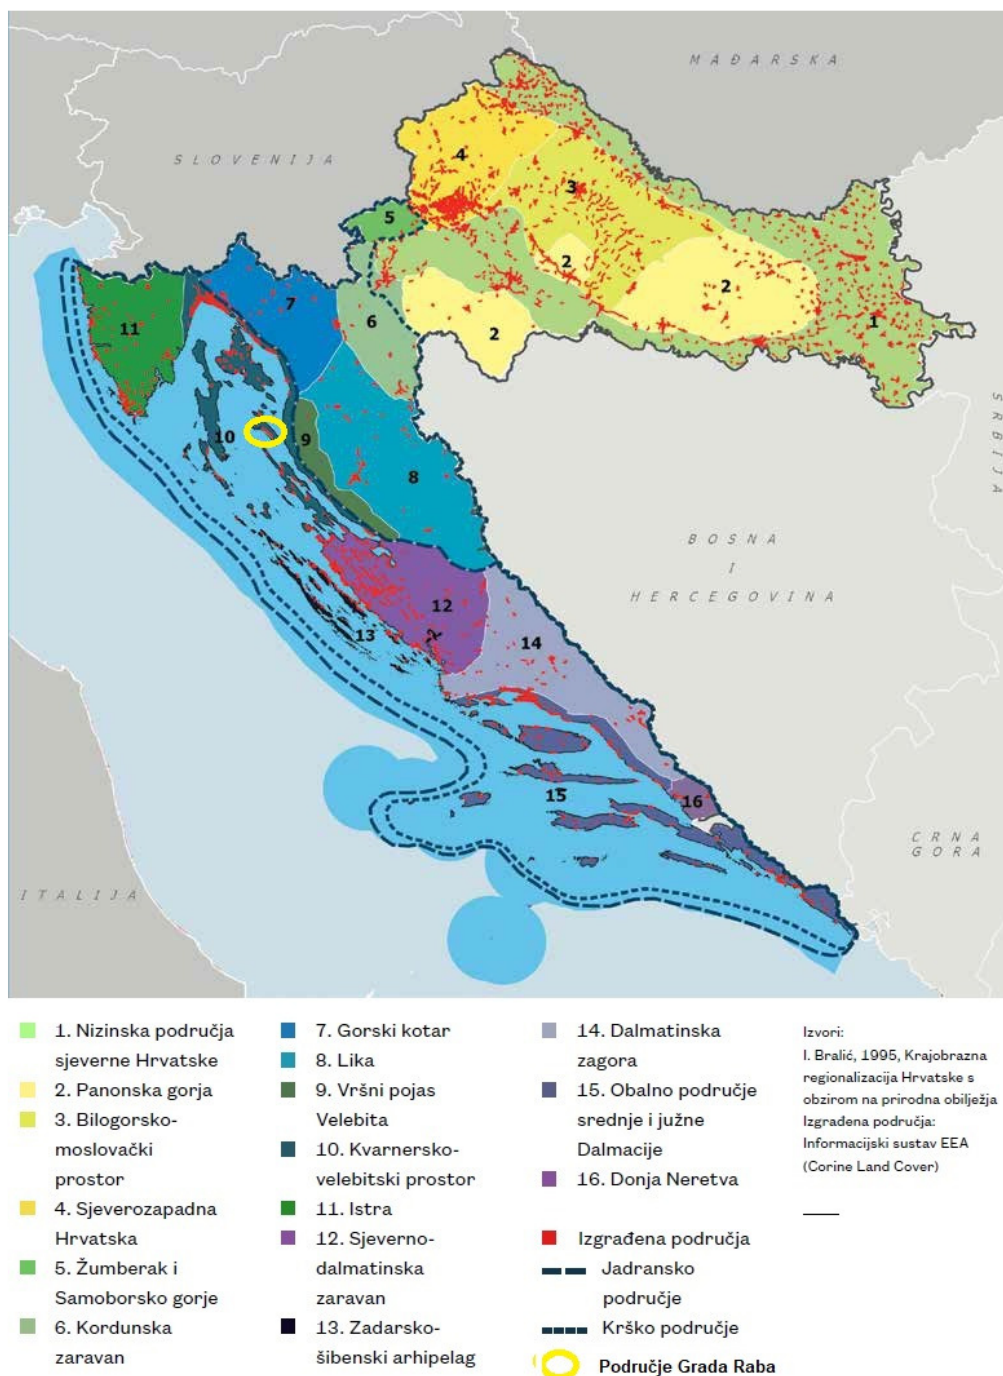 MAĐARSKA
SLOVENIJA
4
3
5
2
2
7
11
6
2
1
SRBIJA
10
9
8
BOSNA
I
HERCEGOVINA
12
13
14
15
16
CRNA
GORA
ITALIJA
1. Nizinska područja
sjeverne Hrvatske
2. Panonska gorja
3. Bilogorsko-
moslovački
prostor
4. Sjeverozapadna
Hrvatska
5. Žumberak i
Samoborsko gorje
6. Kordunska
zaravan
7. Gorski kotar
8. Lika
9. Vršni pojas
Velebita
10. Kvarnersko-
velebitski prostor
11. Istra
12. Sjeverno-
dalmatinska
zaravan
13. Zadarsko-
šibenski arhipelag
14. Dalmatinska
zagora
15. Obalno područje
srednje i južne
Dalmacije
16. Donja Neretva
Izgrađena područja
Jadransko
područje
Krško područje
Područje Grada Raba
Izvori:
I. Bralić, 1995, Krajobrazna
regionalizacija Hrvatske s
obzirom na prirodna obilježja
Izgrađena područja:
Informacijski sustav EEA
(Corine Land Cover)